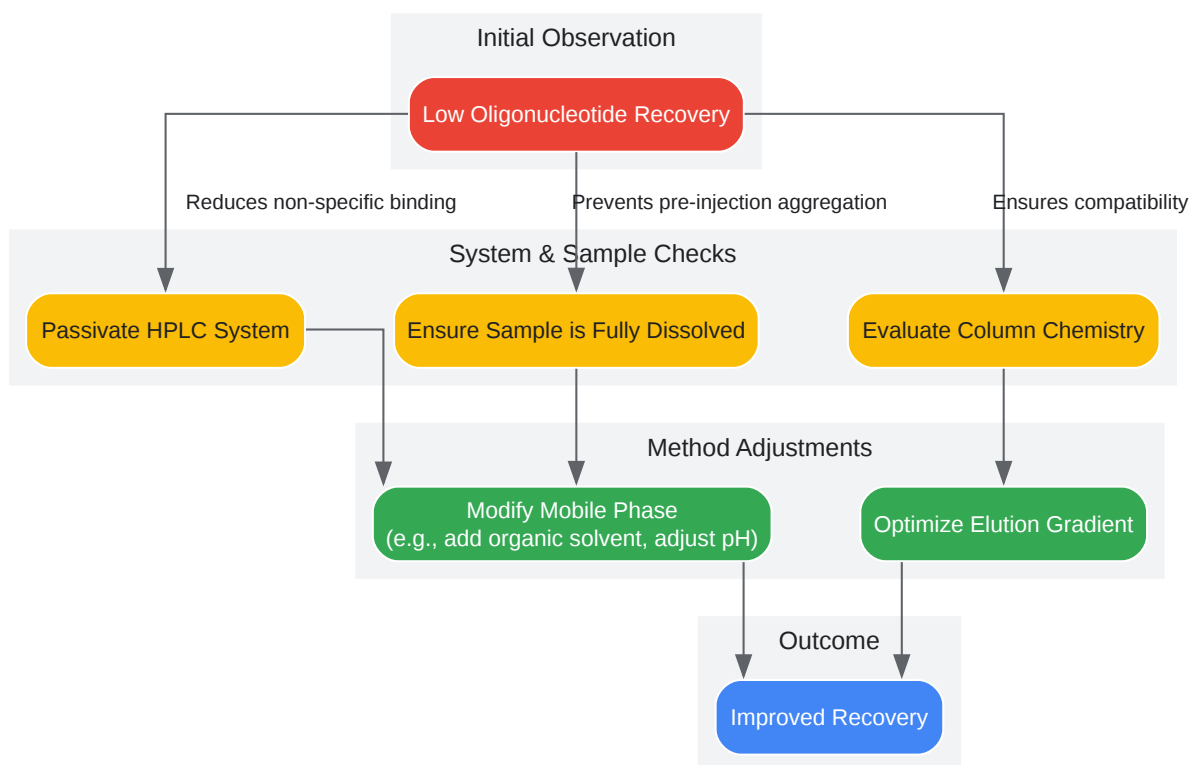 Initial Observation
Low Oligonucleotide Recovery
Reduces non-specific binding
Prevents pre-injection aggregation
Ensures compatibility
System & Sample Checks
Passivate HPLC System
Ensure Sample is Fully Dissolved
Evaluate Column Chemistry
Method Adjustments
Modify Mobile Phase
(e.g., add organic solvent, adjust pH)
Optimize Elution Gradient
Outcome
Improved Recovery